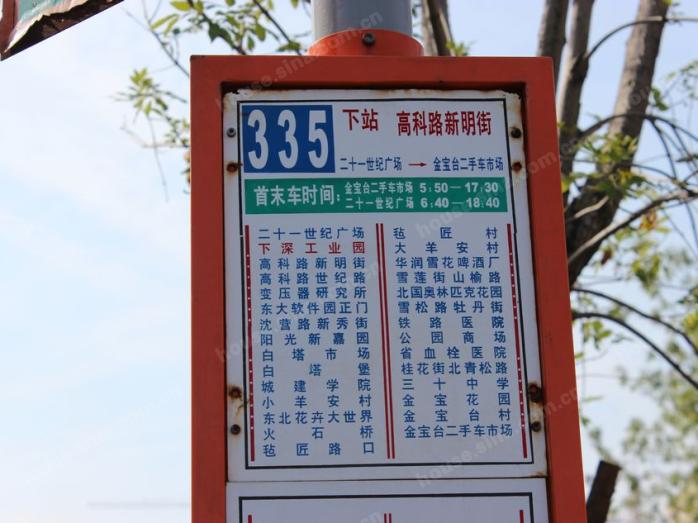 335
下站 高科路新明街
二十一世纪广场 → 金宝台二手车市场
首末车时间: 金宝台二手车市场 5:50—17:30
二十一世纪广场 6:40—18:40
二十一世纪广场
下深工业园
高科路新明街
高科路世纪路
变压器研究所
东大软件园正门
沈营路新秀街
阳光新嘉园
白塔市场
白塔堡
城建学院
小羊安村
东北花卉大世界
火石桥
毡匠路口
毡匠村
大羊安村
华润雪花啤酒厂
雪莲街山榆路
北国奥林匹克花园
雪松路牡丹街
铁路医院
公园商场
省血栓医院
桂花街北青松路
三十中学
金宝花园
金宝台村
金宝台二手车市场
house.sina.com.cn